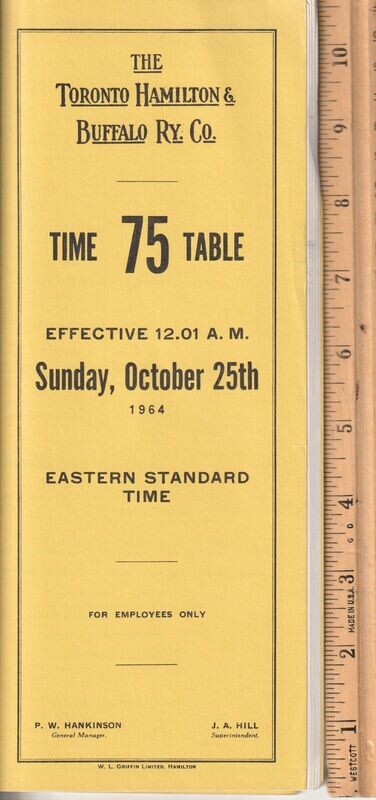 THE
TORONTO HAMILTON &
BUFFALO RY. CO.
TIME 75 TABLE
EFFECTIVE 12.01 A. M.
Sunday, October 25th
1964
EASTERN STANDARD
TIME
FOR EMPLOYEES ONLY
P. W. HANKINSON
General Manager.
J. A. HILL
Superintendent.
W. L. GRIFFIN LIMITED, HAMILTON
10
9
8
7
6
5
4
G D
3
MADE IN U.S.A.
2
1
WESTCOTT